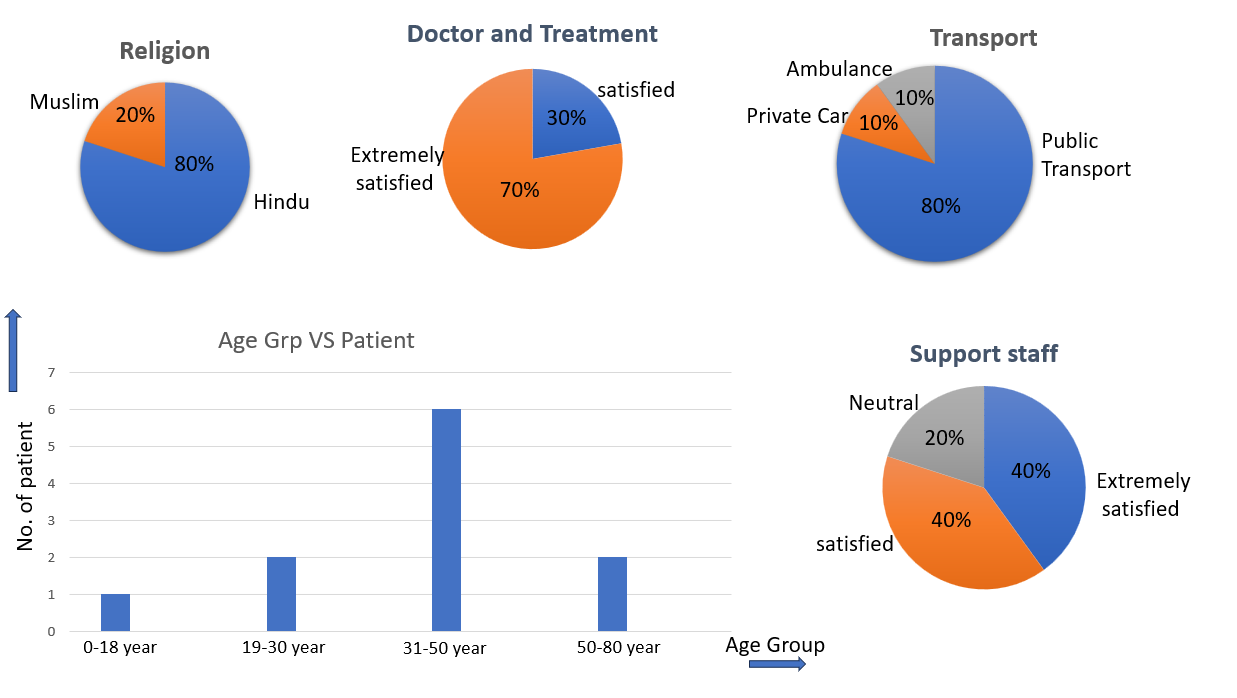 Religion
Muslim
20%
80%
Hindu
Doctor and Treatment
satisfied
30%
Extremely
satisfied
70%
Transport
Ambulance
10%
Private Car
10%
Public
Transport
80%
Age Grp VS Patient
No. of patient
7
6
5
4
3
2
1
0
0-18 year
19-30 year
31-50 year
50-80 year
Age Group
Support staff
Neutral
20%
40%
Extremely
satisfied
40%
satisfied